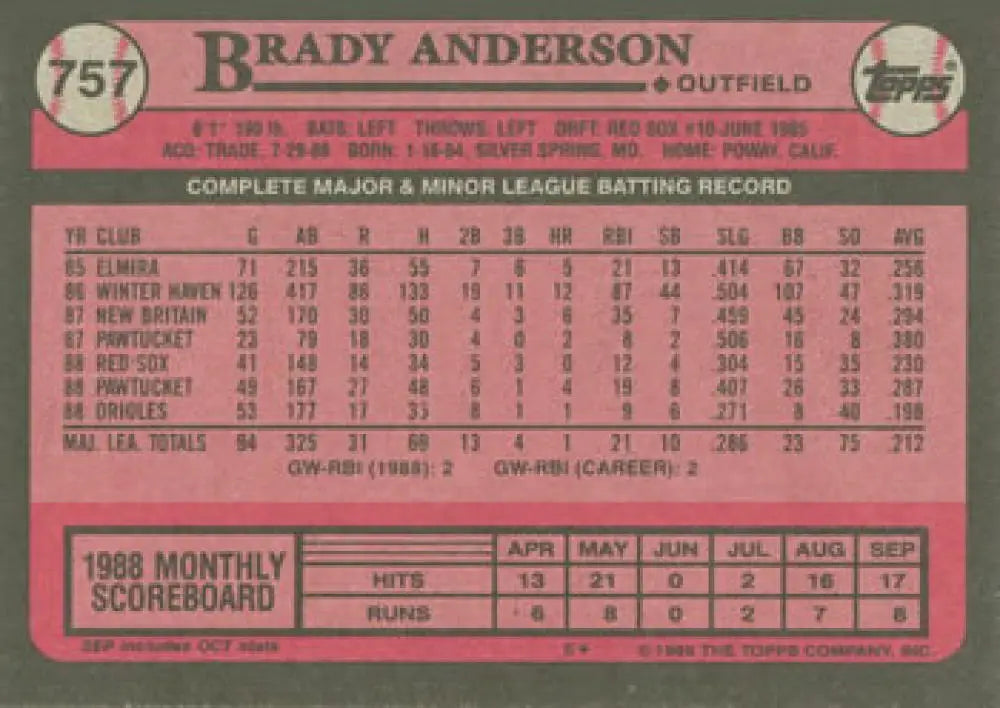 757
BRADY ANDERSON
◆ OUTFIELD
TOPPS®
6'1" 190 lb. BATS: LEFT THROWS: LEFT DRFT: RED SOX #10-JUNE 1985
ACQ: TRADE, 7-29-88 BORN: 1-18-64, SILVER SPRING, MD. HOME: POWAY, CALIF.
COMPLETE MAJOR & MINOR LEAGUE BATTING RECORD
YR CLUB G AB R H 2B 3B HR RBI SB SLG BB SO AVG
85 ELMIRA 71 215 36 55 7 6 5 21 13 .414 67 32 .256
86 WINTER HAVEN 126 417 86 133 19 11 12 87 44 .504 107 47 .319
87 NEW BRITAIN 52 170 30 50 4 3 6 35 7 .459 45 24 .294
87 PAWTUCKET 23 79 18 30 4 0 2 8 2 .506 16 8 .380
88 RED SOX 41 148 14 34 5 3 0 12 4 .304 15 35 .230
88 PAWTUCKET 49 167 27 48 6 1 4 19 8 .407 26 33 .287
88 ORIOLES 53 177 17 35 8 1 1 9 6 .271 8 40 .198
MAJ. LEA. TOTALS 94 325 31 69 13 4 1 21 10 .286 23 75 .212
GW-RBI (1988): 2 GW-RBI (CAREER): 2
1988 MONTHLY SCOREBOARD
APR MAY JUN JUL AUG SEP
HITS 13 21 0 2 16 17
RUNS 6 8 0 2 7 8
SEP includes OCT stats
© 1989 THE TOPPS COMPANY, INC.